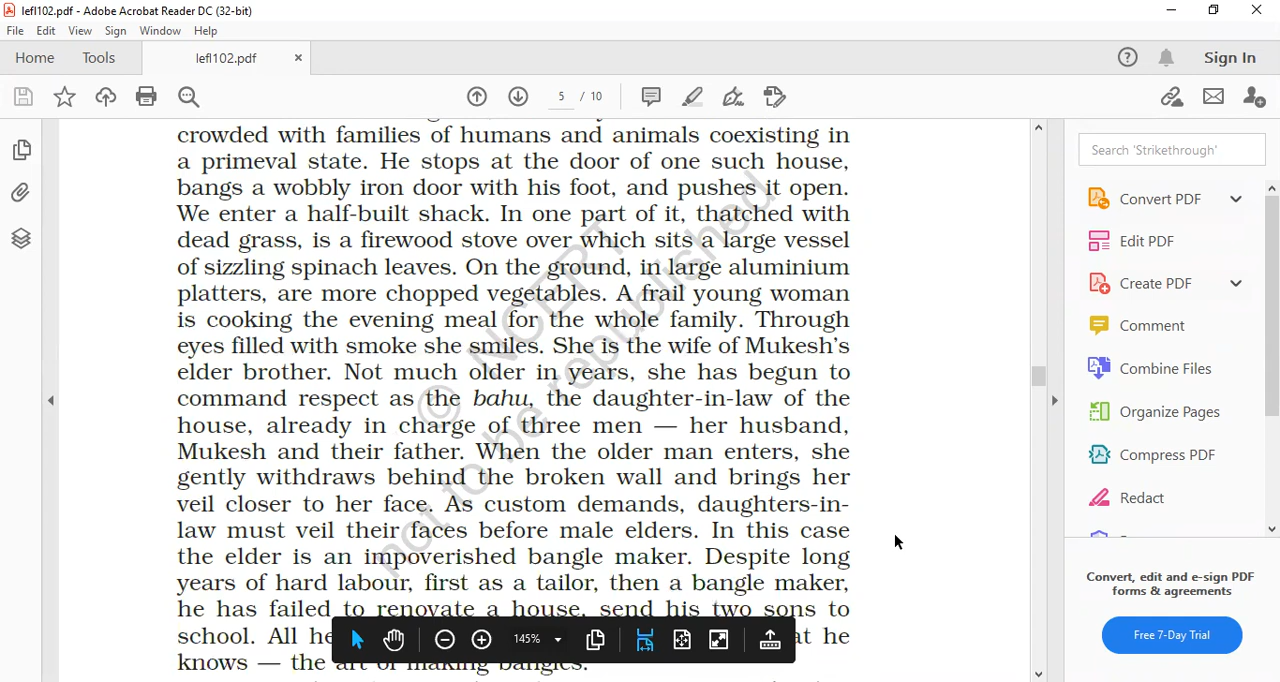 lefl102.pdf - Adobe Acrobat Reader DC (32-bit)
File Edit View Sign Window Help
Home Tools lefl102.pdf × Sign In
5 / 10
Search 'Strikethrough'
Convert PDF
Edit PDF
Create PDF
Comment
Combine Files
Organize Pages
Compress PDF
Redact
Convert, edit and e-sign PDF
forms & agreements
Free 7-Day Trial
crowded with families of humans and animals coexisting in
a primeval state. He stops at the door of one such house,
bangs a wobbly iron door with his foot, and pushes it open.
We enter a half-built shack. In one part of it, thatched with
dead grass, is a firewood stove over which sits a large vessel
of sizzling spinach leaves. On the ground, in large aluminium
platters, are more chopped vegetables. A frail young woman
is cooking the evening meal for the whole family. Through
eyes filled with smoke she smiles. She is the wife of Mukesh's
elder brother. Not much older in years, she has begun to
command respect as the bahu, the daughter-in-law of the
house, already in charge of three men — her husband,
Mukesh and their father. When the older man enters, she
gently withdraws behind the broken wall and brings her
veil closer to her face. As custom demands, daughters-in-
law must veil their faces before male elders. In this case
the elder is an impoverished bangle maker. Despite long
years of hard labour, first as a tailor, then a bangle maker,
he has failed to renovate a house, send his two sons to
school. All he at he
knows — the art of making bangles.
145%
© NCERT
not to be republished